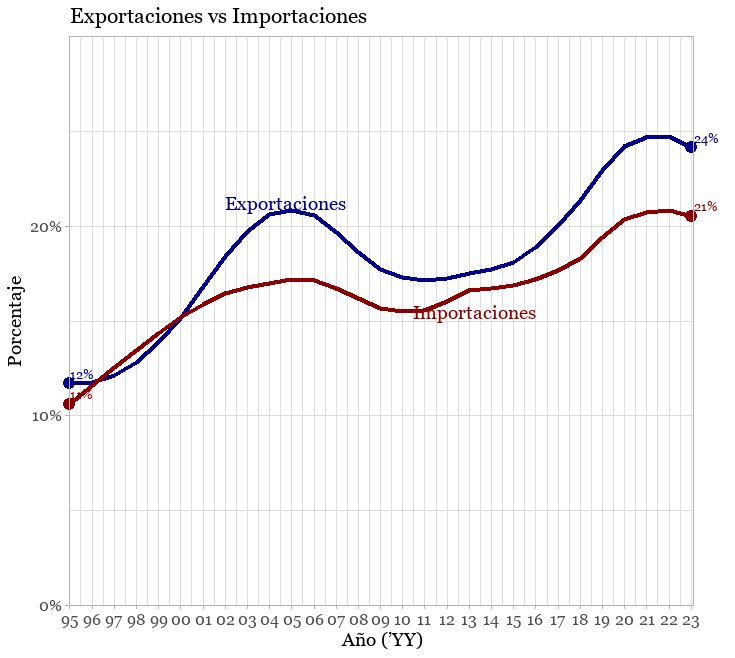 Exportaciones vs Importaciones
24%
Exportaciones
21%
20%
Importaciones
12%
11%
10%
0%
Porcentaje
95 96 97 98 99 00 01 02 03 04 05 06 07 08 09 10 11 12 13 14 15 16 17 18 19 20 21 22 23
Año ('YY)